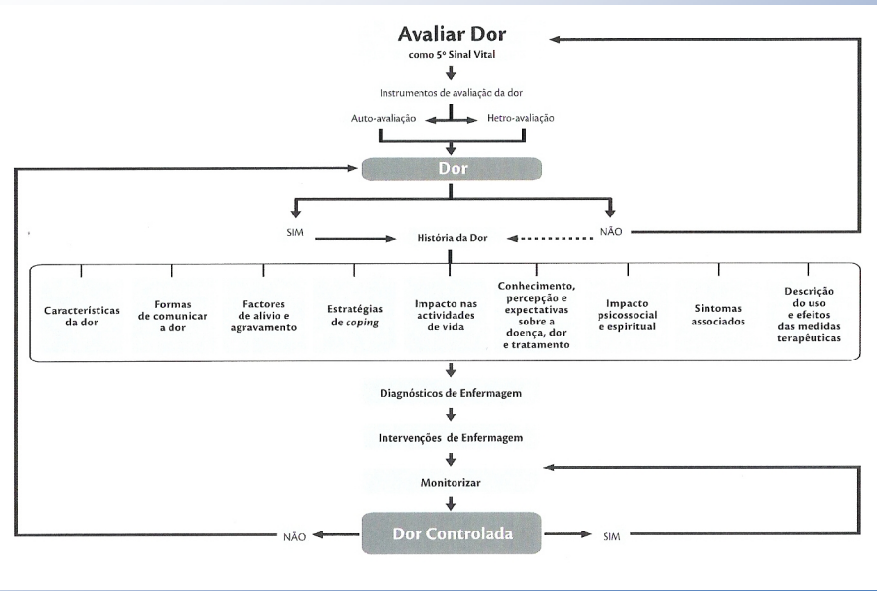 Avaliar Dor
como 5º Sinal Vital
Instrumentos de avaliação da dor
Auto-avaliação
Hetro-avaliação
Dor
SIM
História da Dor
NÃO
Características
da dor
Formas
de comunicar
a dor
Factores
de alívio e
agravamento
Estratégias
de coping
Impacto nas
actividades
de vida
Conhecimento,
percepção e
expectativas
sobre a
doença, dor
e tratamento
Impacto
psicossocial
e espiritual
Sintomas
associados
Descrição
do uso
e efeitos
das medidas
terapêuticas
Diagnósticos de Enfermagem
Intervenções de Enfermagem
Monitorizar
NÃO
Dor Controlada
SIM